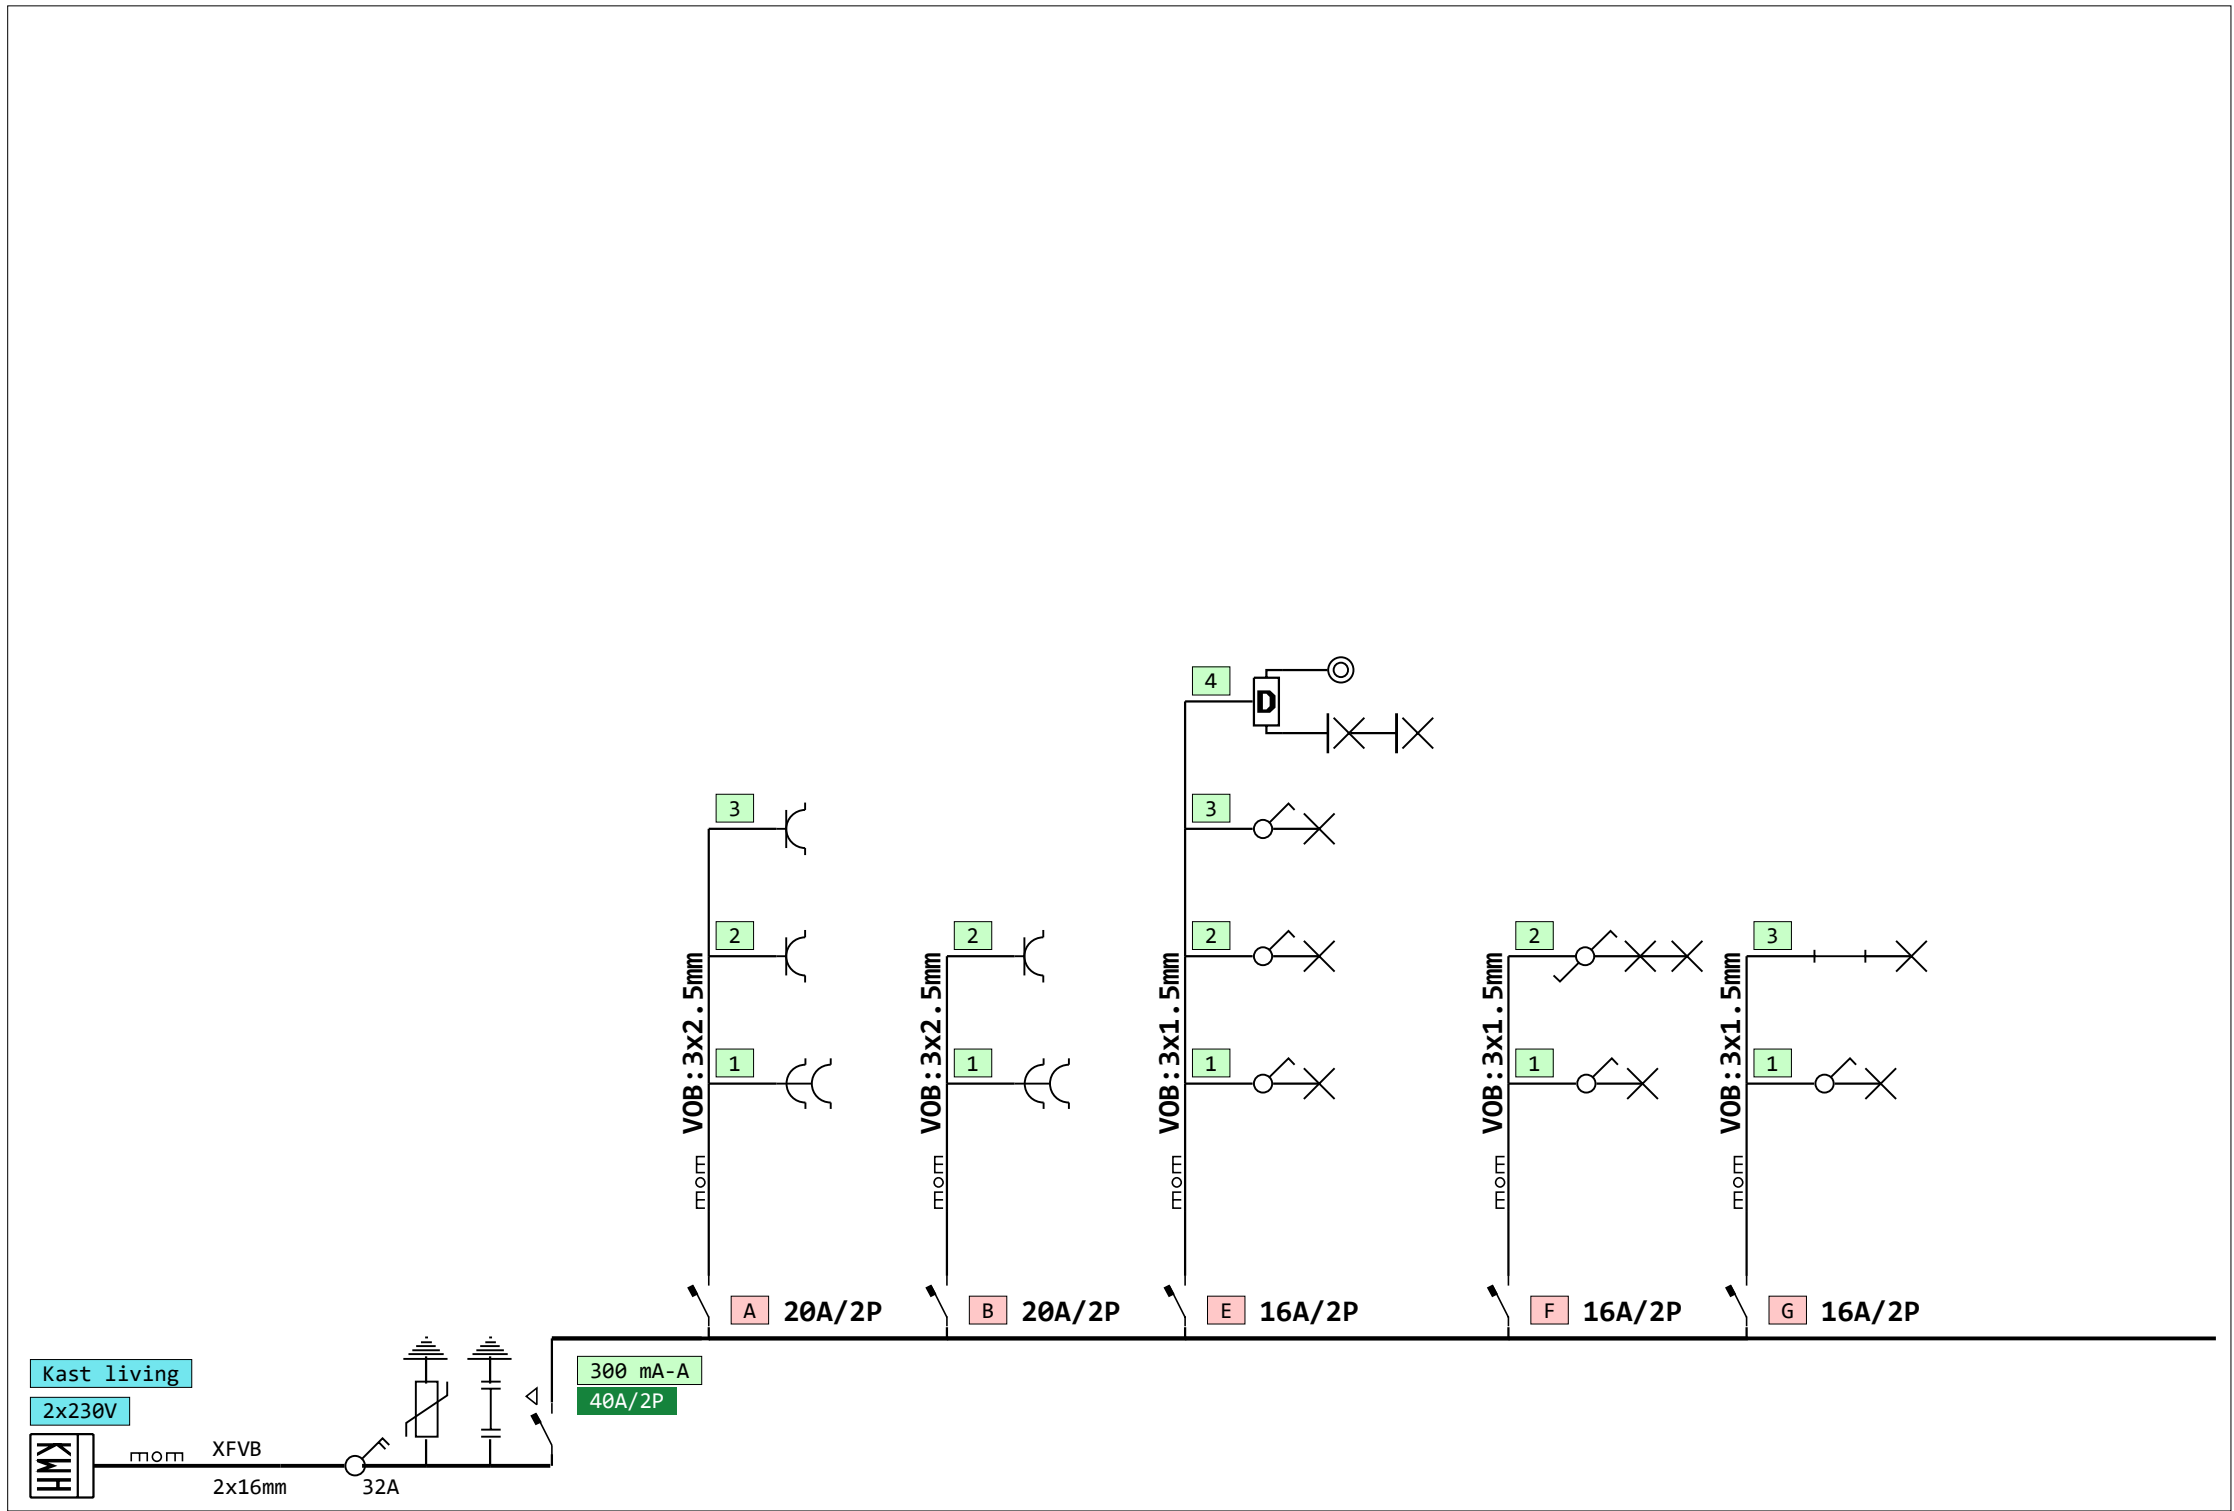 4
3
3
2
2
2
2
3
1
1
1
1
1
VOB:3x2.5mm
VOB:3x2.5mm
VOB:3x1.5mm
VOB:3x1.5mm
VOB:3x1.5mm
D
A 20A/2P
B 20A/2P
E 16A/2P
F 16A/2P
G 16A/2P
Kast living
2x230V
300 mA-A
40A/2P
KWH
XFVB
2x16mm
32A